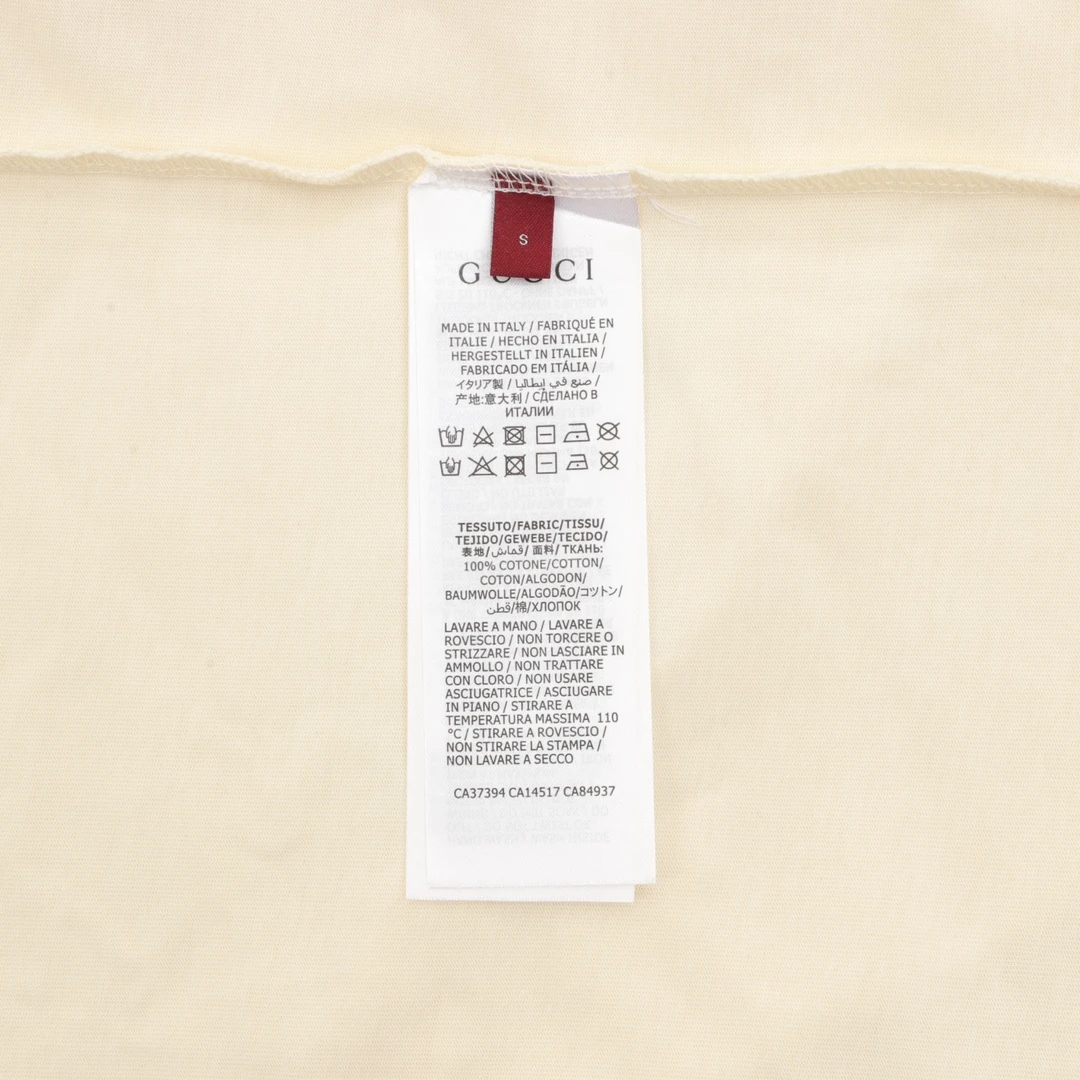 S
GUCCI
MADE IN ITALY / FABRIQUÉ EN
ITALIE / HECHO EN ITALIA /
HERGESTELLT IN ITALIEN /
FABRICADO EM ITÁLIA /
イタリア製 / صنع في إيطاليا /
产地:意大利 / СДЕЛАНО В
ИТАЛИИ
TESSUTO/FABRIC/TISSU/
TEJIDO/GEWEBE/TECIDO/
表地/قماش/ 面料/ ТКАНЬ:
100% COTONE/COTTON/
COTON/ALGODON/
BAUMWOLLE/ALGODÃO/コットン/
قطن/棉/ХЛОПОК
LAVARE A MANO / LAVARE A
ROVESCIO / NON TORCERE O
STRIZZARE / NON LASCIARE IN
AMMOLLO / NON TRATTARE
CON CLORO / NON USARE
ASCIUGATRICE / ASCIUGARE
IN PIANO / STIRARE A
TEMPERATURA MASSIMA 110
°C / STIRARE A ROVESCIO /
NON STIRARE LA STAMPA /
NON LAVARE A SECCO
CA37394 CA14517 CA84937